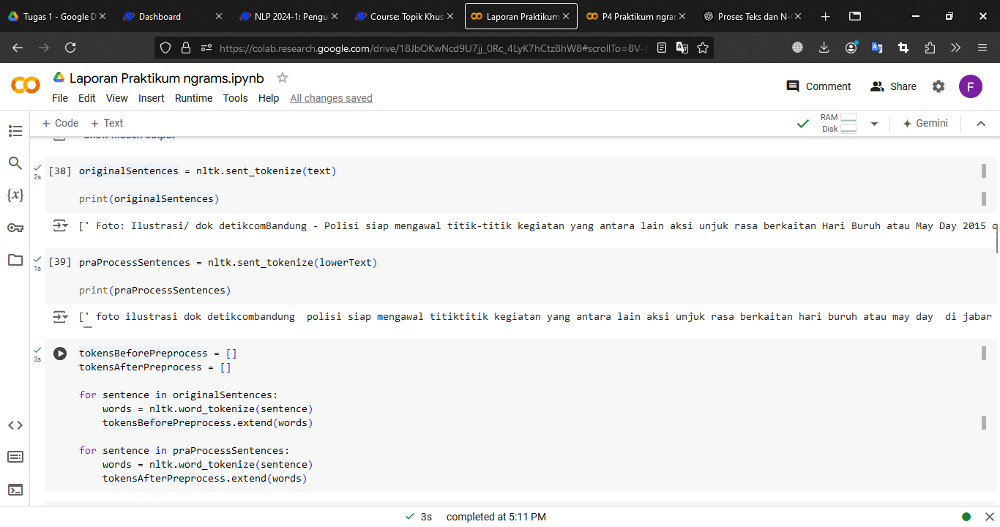 Tugas 1 - Google D
Dashboard
NLP 2024-1: Pengu
Course: Topik Khus
Laporan Praktikum
P4 Praktikum ngrar
Proses Teks dan N-
https://colab.research.google.com/drive/18JbOKwNcd9U7jj_0Rc_4LyK7hCtz8hW8#scrollTo=8V-h
Laporan Praktikum ngrams.ipynb
File Edit View Insert Runtime Tools Help All changes saved
Comment Share F
+ Code + Text
RAM
Disk
Gemini
Show hidden output
[38] originalSentences = nltk.sent_tokenize(text)
2s
print(originalSentences)
[' Foto: Ilustrasi/ dok detikcomBandung - Polisi siap mengawal titik-titik kegiatan yang antara lain aksi unjuk rasa berkaitan Hari Buruh atau May Day 2015 d
[39] praProcessSentences = nltk.sent_tokenize(lowerText)
1s
print(praProcessSentences)
[' foto ilustrasi dok detikcombandung  polisi siap mengawal titiktitik kegiatan yang antara lain aksi unjuk rasa berkaitan hari buruh atau may day  di jabar
tokensBeforePreprocess = []
3s
tokensAfterPreprocess = []
for sentence in originalSentences:
words = nltk.word_tokenize(sentence)
tokensBeforePreprocess.extend(words)
for sentence in praProcessSentences:
words = nltk.word_tokenize(sentence)
tokensAfterPreprocess.extend(words)
3s completed at 5:11 PM